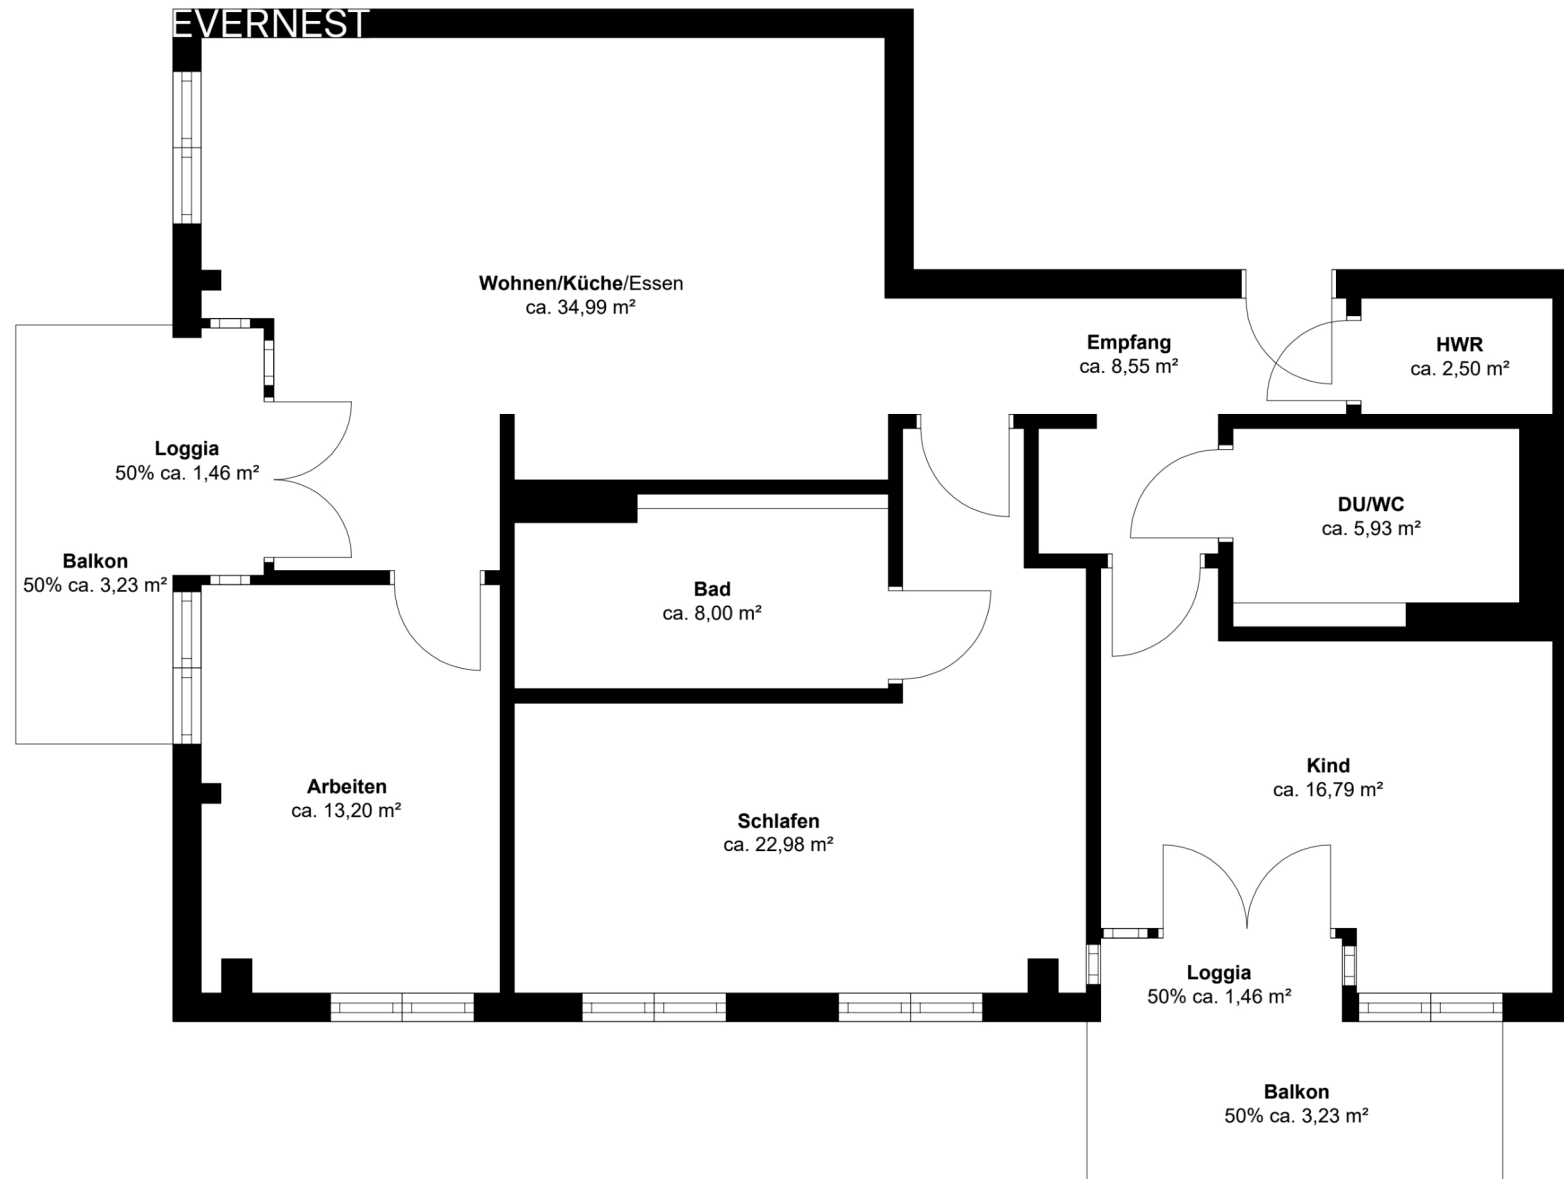 EVERNEST
Wohnen/Küche/Essen
ca. 34,99 m²
Empfang
ca. 8,55 m²
HWR
ca. 2,50 m²
Loggia
50% ca. 1,46 m²
DU/WC
ca. 5,93 m²
Balkon
50% ca. 3,23 m²
Bad
ca. 8,00 m²
Arbeiten
ca. 13,20 m²
Schlafen
ca. 22,98 m²
Kind
ca. 16,79 m²
Loggia
50% ca. 1,46 m²
Balkon
50% ca. 3,23 m²